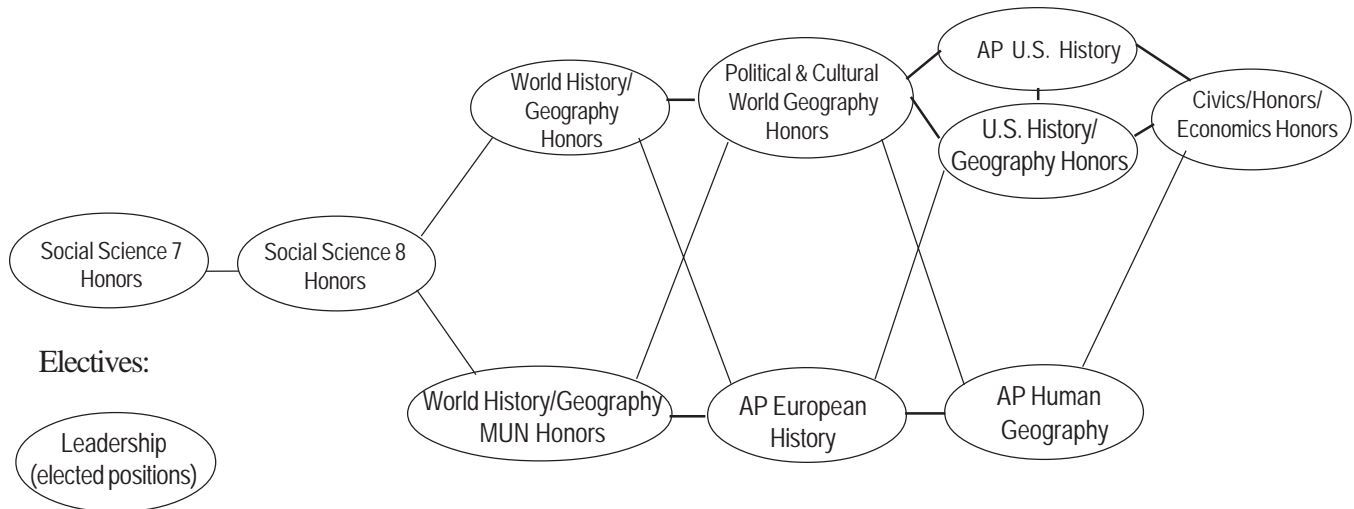 Social Science 7
Honors
Social Science 8
Honors
World History/
Geography
Honors
World History/Geography
MUN Honors
Political & Cultural
World Geography
Honors
AP European
History
AP U.S. History
U.S. History/
Geography Honors
AP Human
Geography
Civics/Honors/
Economics Honors
Electives:
Leadership
(elected positions)